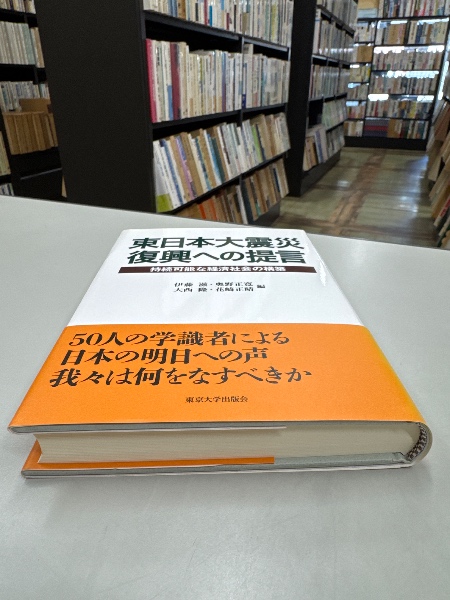 東日本大震災
復興への提言
持続可能な経済社会の構築
伊藤 滋・奥野正寛
大西 隆・花崎正晴 編
50人の学識者による
日本の明日への声
我々は何をなすべきか
東京大学出版会